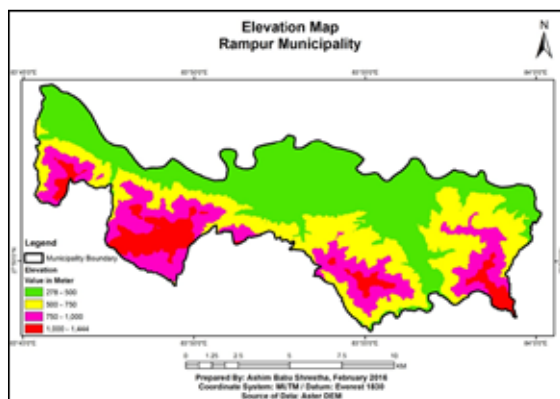 Elevation Map
Rampur Municipality
N
Legend
Municipality Boundary
Elevation
Value in Meter
278 - 500
500 - 750
750 - 1,000
1,000 - 1,444
0 1.25 2.5 5 7.5 10
KM
Prepared By: Ashim Babu Shrestha, February 2016
Coordinate System: MUTM / Datum: Everest 1830
Source of Data: Aster DEM